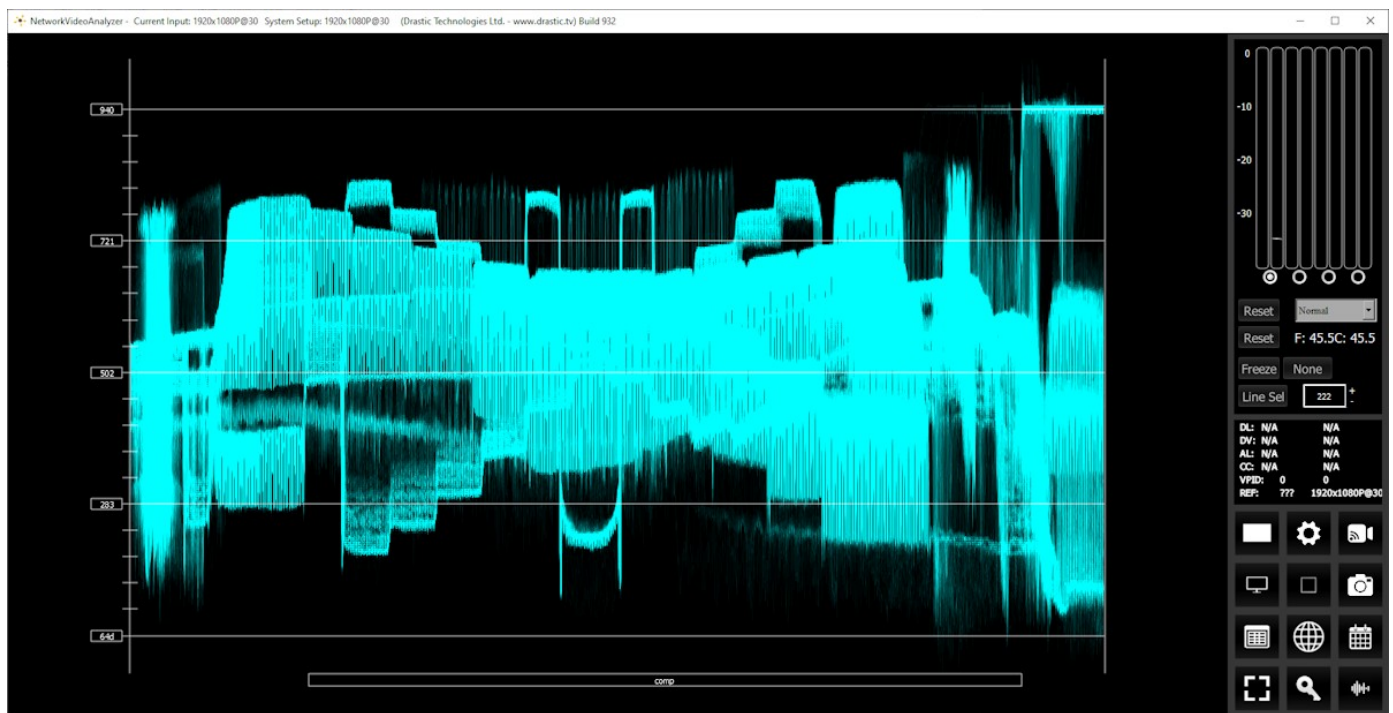 NetworkVideoAnalyzer - Current Input: 1920x1080P@30 System Setup: 1920x1080P@30 (Drastic Technologies Ltd. - www.drastic.tv) Build 932
940
721
502
283
64d
comp
0
-10
-20
-30
Reset Normal
Reset F: 45.5C: 45.5
Freeze None
Line Sel 222 + -
DL: N/A N/A
DV: N/A N/A
AL: N/A N/A
CC: N/A N/A
VPID: 0 0
REF: ??? 1920x1080P@30